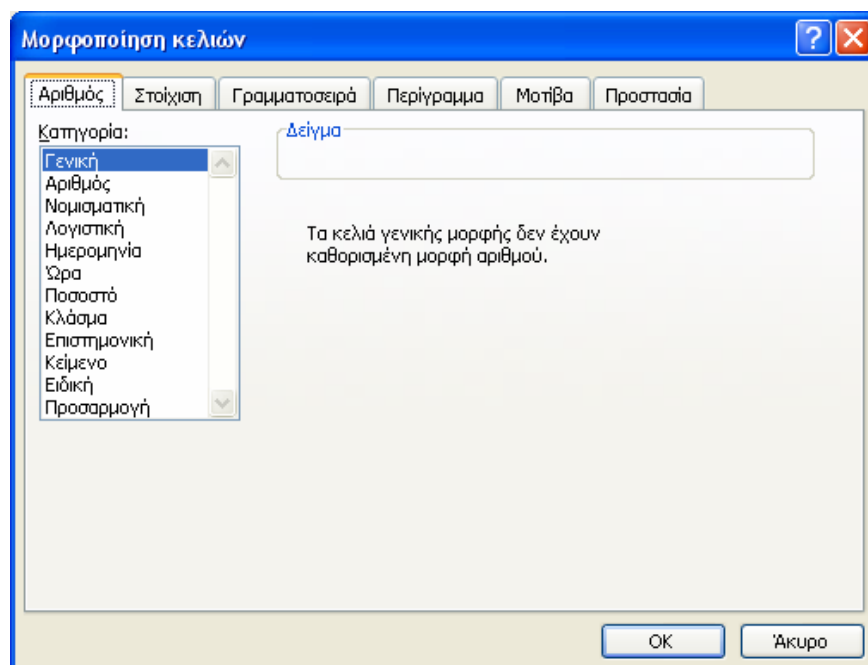 Μορφοποίηση κελιών
Αριθμός Στοίχιση Γραμματοσειρά Περίγραμμα Μοτίβα Προστασία
Κατηγορία:
Γενική
Αριθμός
Νομισματική
Λογιστική
Ημερομηνία
Ώρα
Ποσοστό
Κλάσμα
Επιστημονική
Κείμενο
Ειδική
Προσαρμογή
Δείγμα
Τα κελιά γενικής μορφής δεν έχουν
καθορισμένη μορφή αριθμού.
OK Άκυρο